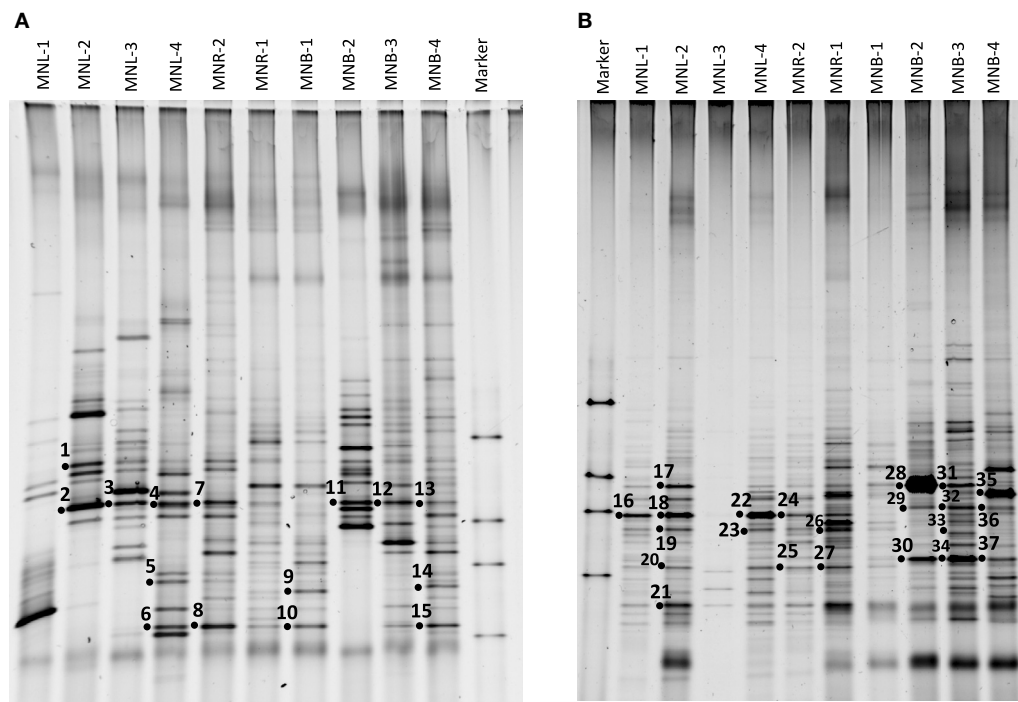 A
B
MNL-1 MNL-2 MNL-3 MNL-4 MNR-2 MNR-1 MNB-1 MNB-2 MNB-3 MNB-4 Marker
Marker MNL-1 MNL-2 MNL-3 MNL-4 MNR-2 MNR-1 MNB-1 MNB-2 MNB-3 MNB-4
1
2 3 4 7 11 12 13
5 9 14
6 8 10 15
17 28 31 35
16 18 22 24 29 32
23 26 33 36
19
20 25 27 30 34 37
21